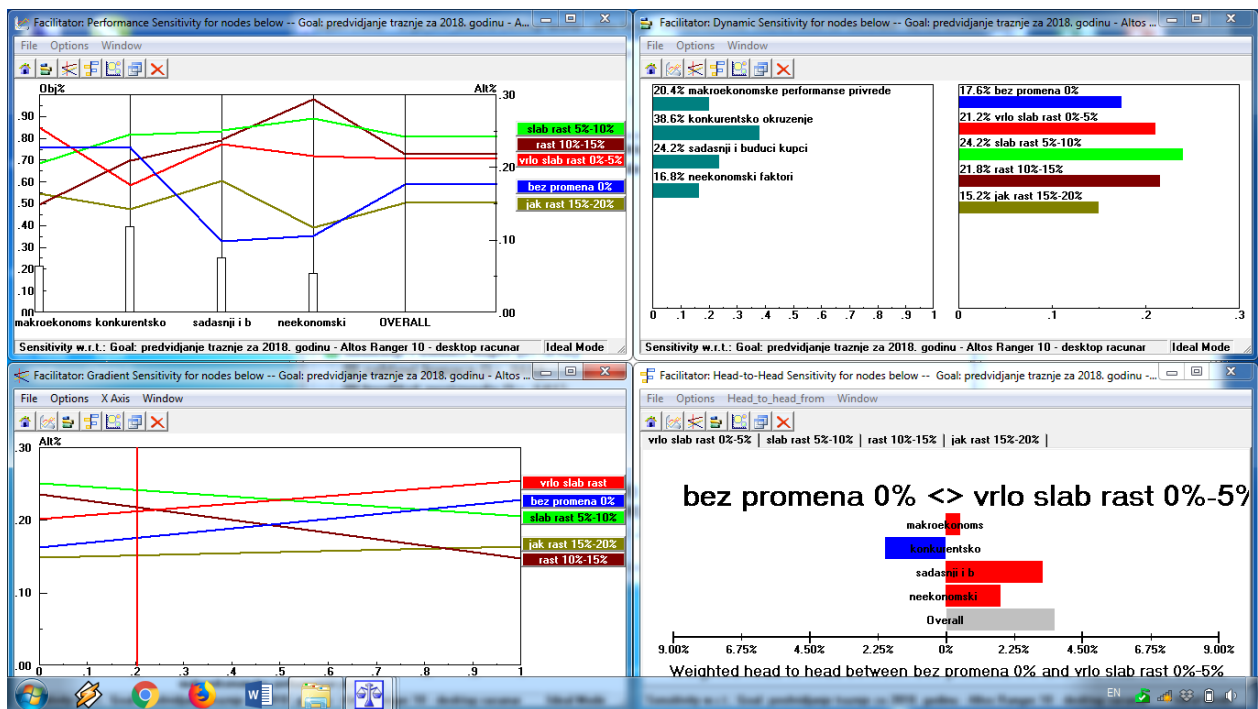 Facilitator: Performance Sensitivity for nodes below -- Goal: predvidjanje traznje za 2018. godinu - A...
File Options Window
Obj%
Alt%
.90
.80
.70
.60
.50
.40
.30
.20
.10
.00
.30
.20
.10
.00
slab rast 5%-10%
rast 10%-15%
vrlo slab rast 0%-5%
bez promena 0%
jak rast 15%-20%
makroekonoms konkurentsko sadasnji i b neekonomski OVERALL
Sensitivity w.r.t.: Goal: predvidjanje traznje za 2018. godinu - Altos Ranger 10 - desktop racunar Ideal Mode
Facilitator: Dynamic Sensitivity for nodes below -- Goal: predvidjanje traznje za 2018. godinu - Altos ...
File Options Window
20.4% makroekonomske performanse privrede
38.6% konkurentsko okruzenje
24.2% sadasnji i buduci kupci
16.8% neekonomski faktori
0 .1 .2 .3 .4 .5 .6 .7 .8 .9 1
17.6% bez promena 0%
21.2% vrlo slab rast 0%-5%
24.2% slab rast 5%-10%
21.8% rast 10%-15%
15.2% jak rast 15%-20%
0 .1 .2 .3
Sensitivity w.r.t.: Goal: predvidjanje traznje za 2018. godinu - Altos Ranger 10 - desktop racunar Ideal Mode
Facilitator: Gradient Sensitivity for nodes below -- Goal: predvidjanje traznje za 2018. godinu - Altos ...
File Options X Axis Window
Alt%
.30
.20
.10
.00
vrlo slab rast
bez promena 0%
slab rast 5%-10%
jak rast 15%-20%
rast 10%-15%
0 .1 .2 .3 .4 .5 .6 .7 .8 .9 1
Facilitator: Head-to-Head Sensitivity for nodes below -- Goal: predvidjanje traznje za 2018. godinu -...
File Options Head_to_head_from Window
vrlo slab rast 0%-5% | slab rast 5%-10% | rast 10%-15% | jak rast 15%-20% |
bez promena 0% <> vrlo slab rast 0%-5%
makroekonoms
konkurentsko
sadasnji i b
neekonomski
Overall
9.00% 6.75% 4.50% 2.25% 0% 2.25% 4.50% 6.75% 9.00%
Weighted head to head between bez promena 0% and vrlo slab rast 0%-5%
EN